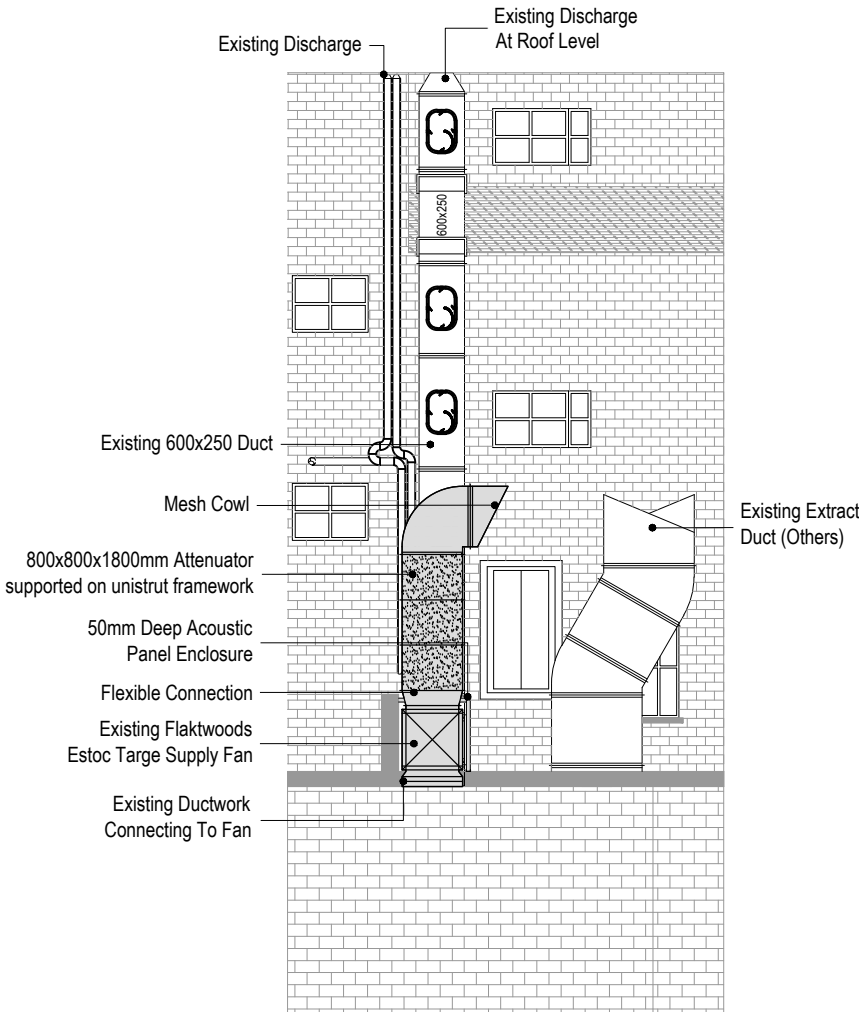 Existing Discharge
At Roof Level
Existing Discharge
600x250
Existing 600x250 Duct
Mesh Cowl
Existing Extract
Duct (Others)
800x800x1800mm Attenuator
supported on unistrut framework
50mm Deep Acoustic
Panel Enclosure
Flexible Connection
Existing Flaktwoods
Estoc Targe Supply Fan
Existing Ductwork
Connecting To Fan